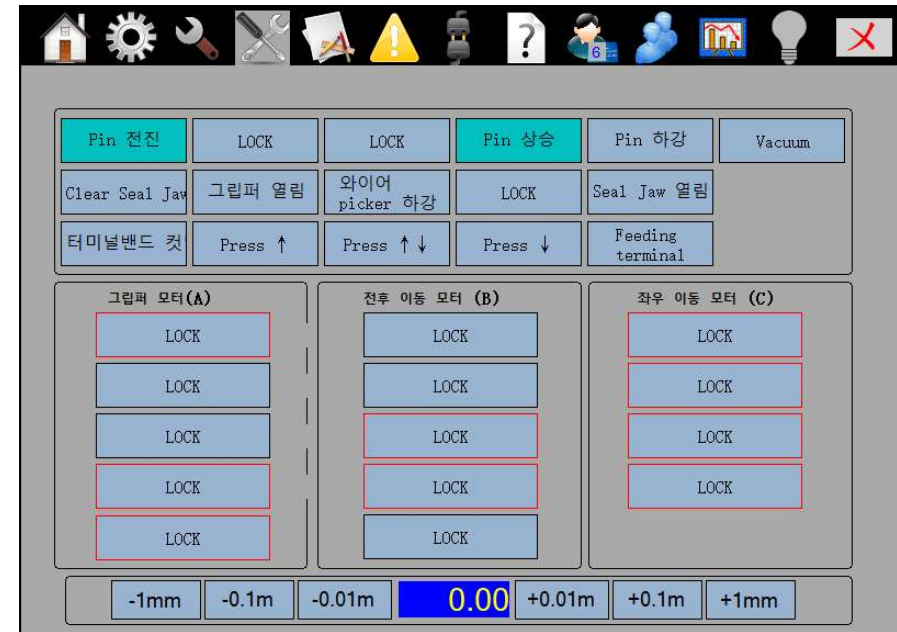 ?
6
Pin 전진
LOCK
LOCK
Pin 상승
Pin 하강
Vacuum
Clear Seal Jaw
그립퍼 열림
와이어
picker 하강
LOCK
Seal Jaw 열림
터미널밴드 컷
Press ↑
Press ↑↓
Press ↓
Feeding
terminal
그립퍼 모터(A)
LOCK
LOCK
LOCK
LOCK
LOCK
전후 이동 모터 (B)
LOCK
LOCK
LOCK
LOCK
LOCK
좌우 이동 모터 (C)
LOCK
LOCK
LOCK
LOCK
-1mm
-0.1m
-0.01m
0.00
+0.01m
+0.1m
+1mm